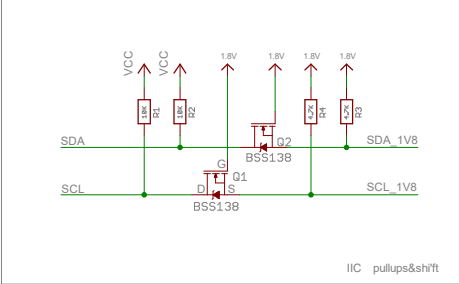 VCC VCC 1.8V 1.8V 1.8V 1.8V
10K R1 10K R2 4.7K R4 4.7K R3
SDA Q2 SDA_1V8
BSS138
G
SCL D S Q1 SCL_1V8
BSS138
IIC pullups&shi'ft